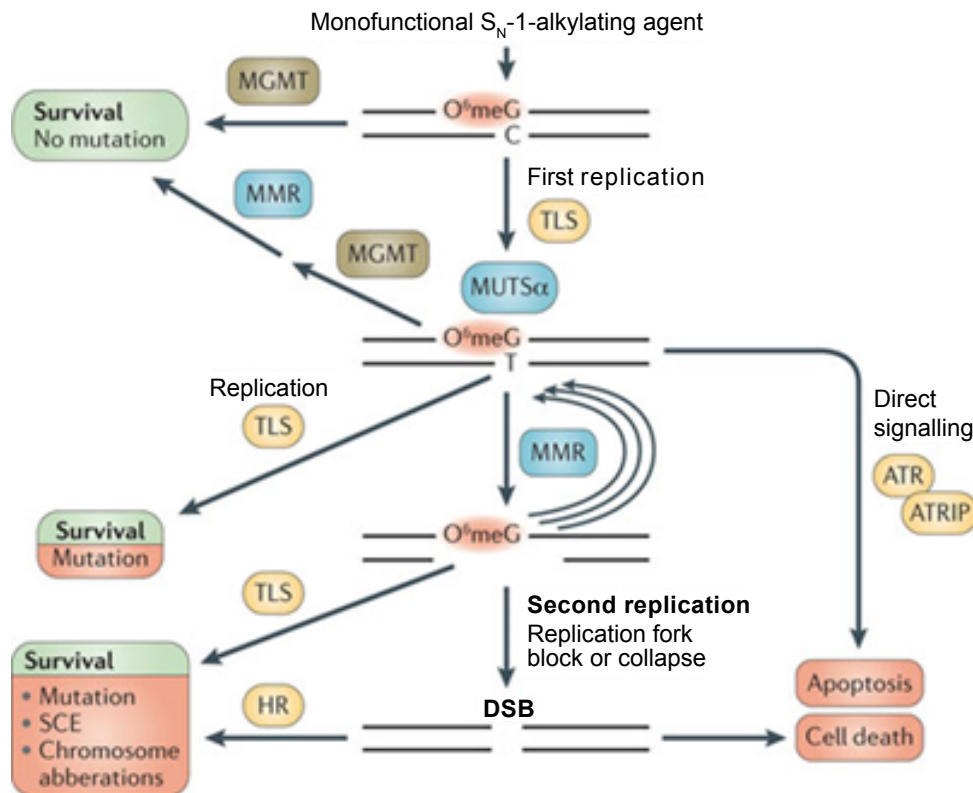 Monofunctional SN-1-alkylating agent
MGMT
O⁶meG
C
Survival
No mutation
First replication
TLS
MMR
MGMT
MUTSα
O⁶meG
T
Replication
TLS
MMR
Direct
signalling
ATR
ATRIP
Survival
Mutation
O⁶meG
TLS
Second replication
Replication fork
block or collapse
Survival
• Mutation
• SCE
• Chromosome
abberations
HR
DSB
Apoptosis
Cell death